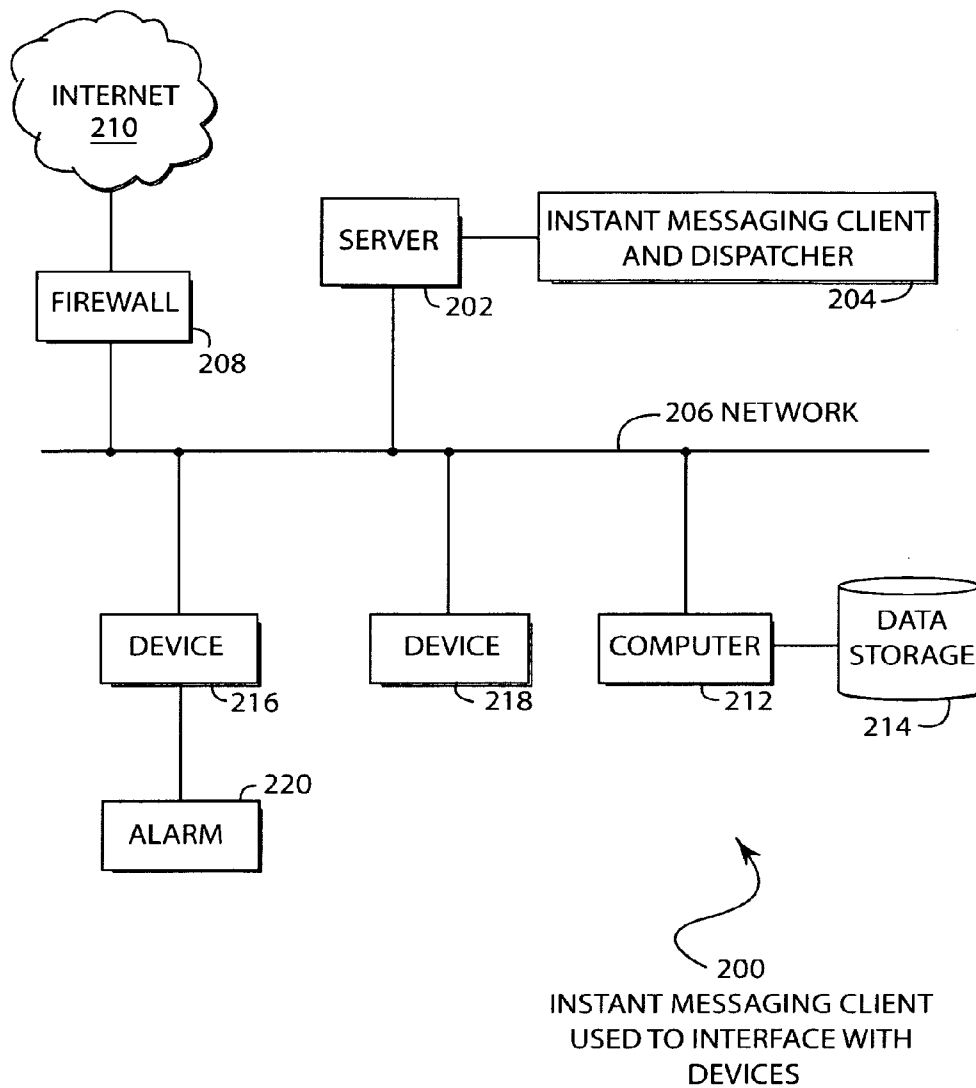 INTERNET
210
SERVER
INSTANT MESSAGING CLIENT
AND DISPATCHER
202
204
FIREWALL
208
206 NETWORK
DEVICE
216
DEVICE
218
COMPUTER
212
DATA
STORAGE
214
220
ALARM
200
INSTANT MESSAGING CLIENT
USED TO INTERFACE WITH
DEVICES